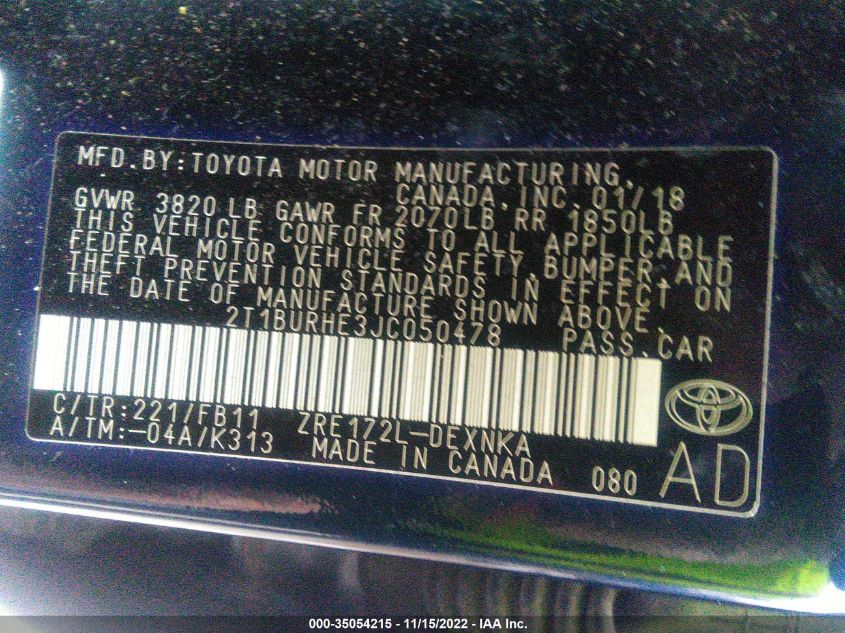 MFD.BY:TOYOTA MOTOR MANUFACTURING,
CANADA, INC. 01/18
GVWR 3820 LB GAWR FR 2070LB RR 1850LB
THIS VEHICLE CONFORMS TO ALL APPLICABLE
FEDERAL MOTOR VEHICLE SAFETY,BUMPER,AND
THEFT PREVENTION STANDARDS IN EFFECT ON
THE DATE OF MANUFACTURE SHOWN ABOVE.
2T1BURHE3JC050478 PASS.CAR
C/TR:221/FB11 ZRE172L-DEXNKA
A/TM:-04A/K313 MADE IN CANADA 080 AD
000-35054215 - 11/15/2022 - IAA Inc.